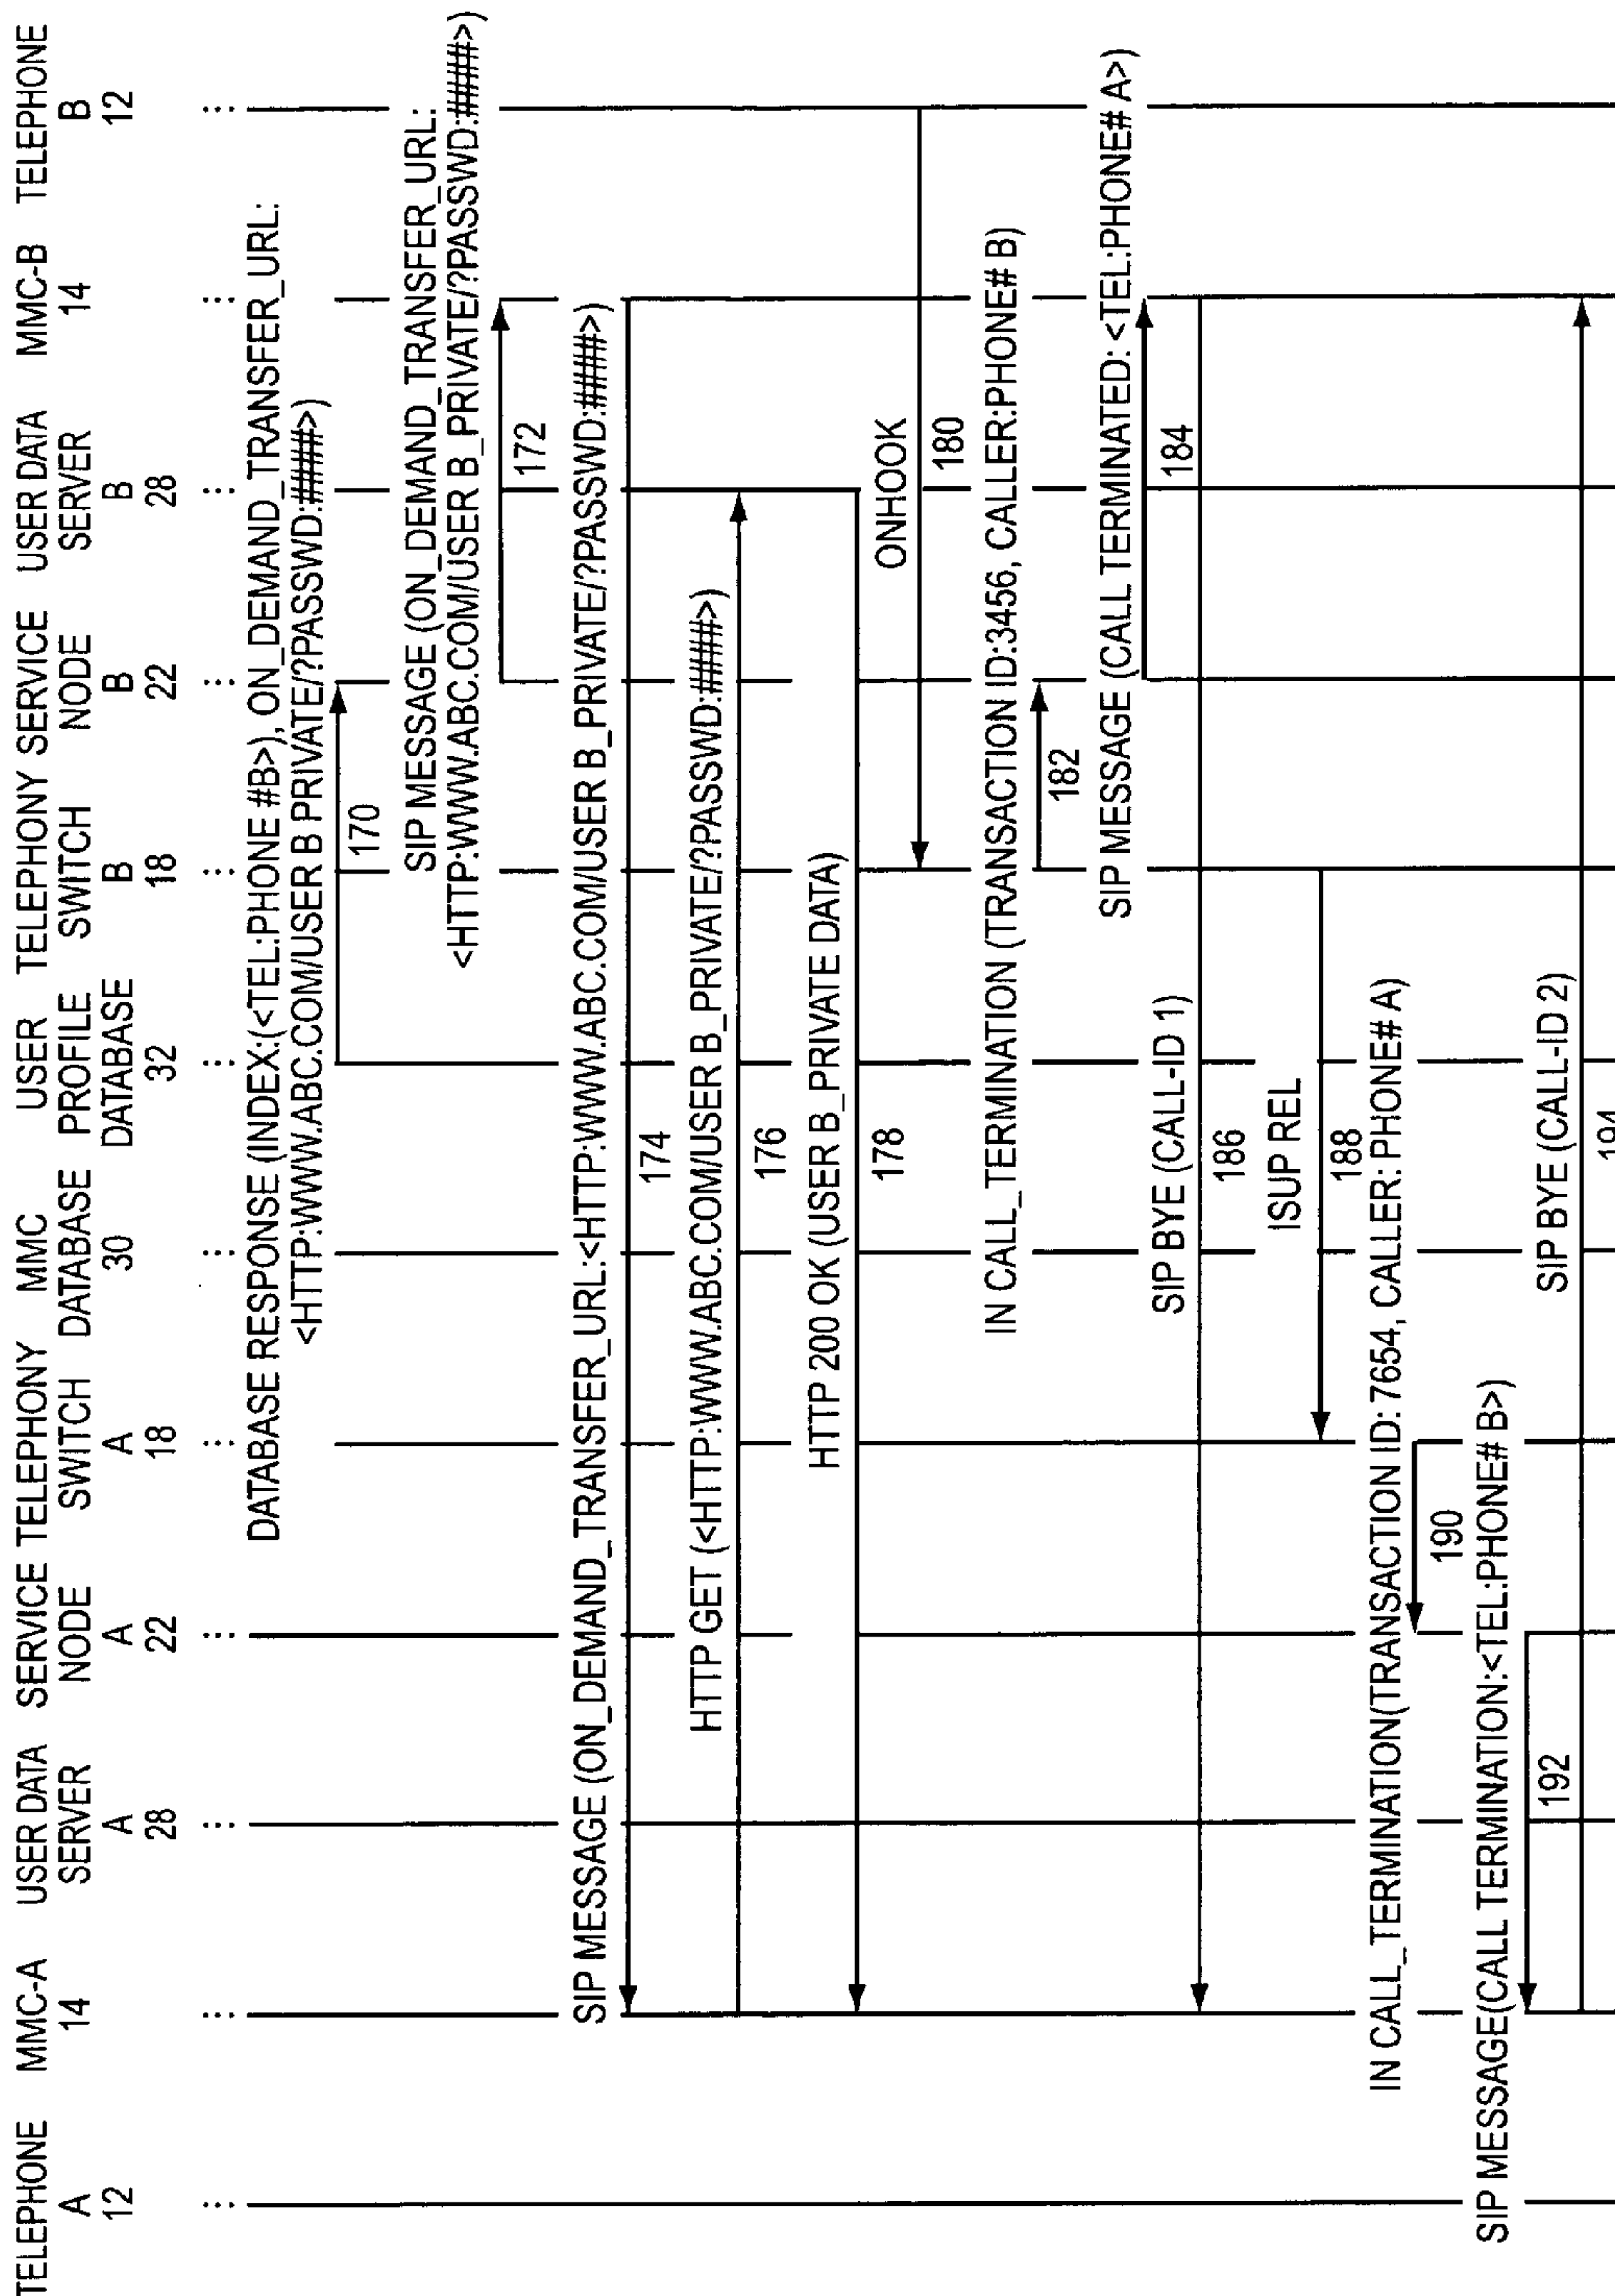 TELEPHONE
A
12
MMC-A
14
USER DATA
SERVER
A
28
SERVICE
NODE
A
22
TELEPHONY
SWITCH
A
18
MMC
DATABASE
30
USER
PROFILE
DATABASE
32
TELEPHONY
SWITCH
B
18
SERVICE
NODE
B
22
USER DATA
SERVER
B
28
MMC-B
14
TELEPHONE
B
12
DATABASE RESPONSE (INDEX:(<TEL:PHONE #B>), ON_DEMAND_TRANSFER_URL:
<HTTP:WWW.ABC.COM/USER B PRIVATE/?PASSWD:####>)
170
SIP MESSAGE (ON_DEMAND_TRANSFER_URL:
<HTTP:WWW.ABC.COM/USER B_PRIVATE/?PASSWD:####>)
172
SIP MESSAGE (ON_DEMAND_TRANSFER_URL:<HTTP:WWW.ABC.COM/USER B_PRIVATE/?PASSWD:####>)
174
HTTP GET (<HTTP:WWW.ABC.COM/USER B_PRIVATE/?PASSWD:####>)
176
HTTP 200 OK (USER B_PRIVATE DATA)
178
ONHOOK
180
IN CALL_TERMINATION (TRANSACTION ID:3456, CALLER:PHONE# B)
182
SIP MESSAGE (CALL TERMINATED: <TEL:PHONE# A>)
184
SIP BYE (CALL-ID 1)
186
ISUP REL
188
IN CALL_TERMINATION(TRANSACTION ID: 7654, CALLER: PHONE# A)
190
SIP MESSAGE(CALL TERMINATION:<TEL:PHONE# B>)
192
SIP BYE (CALL-ID 2)
194